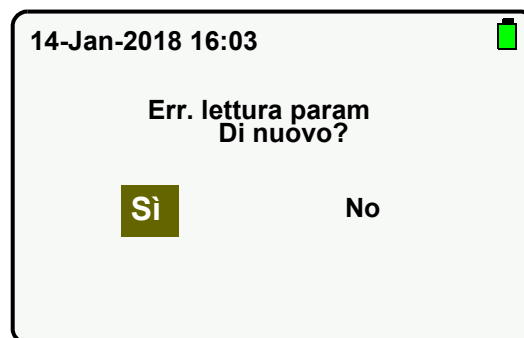 14-Jan-2018 16:03
Err. lettura param
Di nuovo?
Sì No